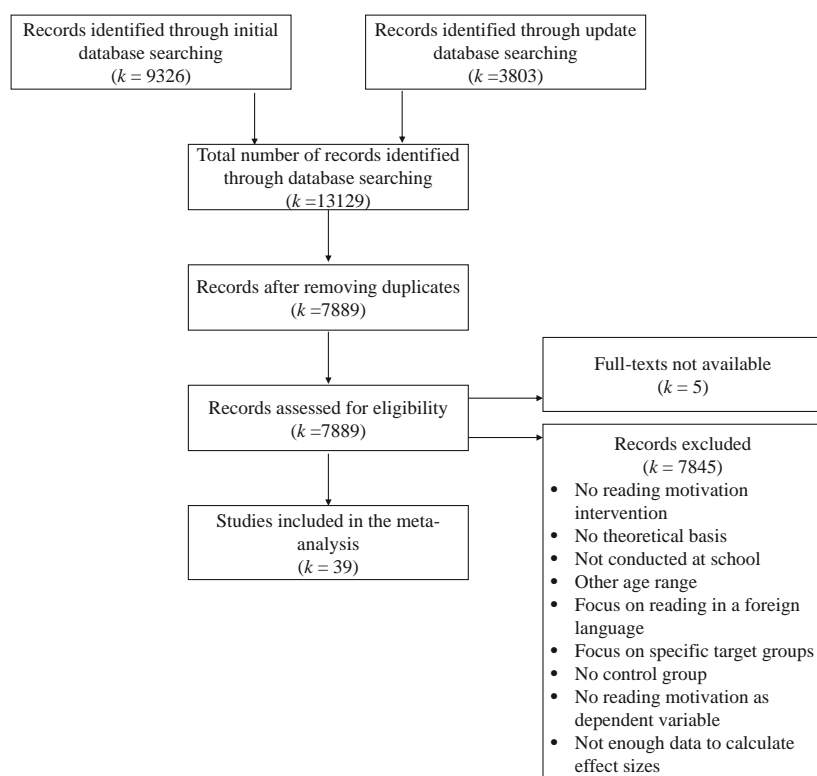 Records identified through initial
database searching
(k = 9326)
Records identified through update
database searching
(k =3803)
Total number of records identified
through database searching
(k =13129)
Records after removing duplicates
(k =7889)
Records assessed for eligibility
(k =7889)
Full-texts not available
(k = 5)
Records excluded
(k = 7845)
• No reading motivation
intervention
• No theoretical basis
• Not conducted at school
• Other age range
• Focus on reading in a foreign
language
• Focus on specific target groups
• No control group
• No reading motivation as
dependent variable
• Not enough data to calculate
effect sizes
Studies included in the meta-
analysis
(k = 39)